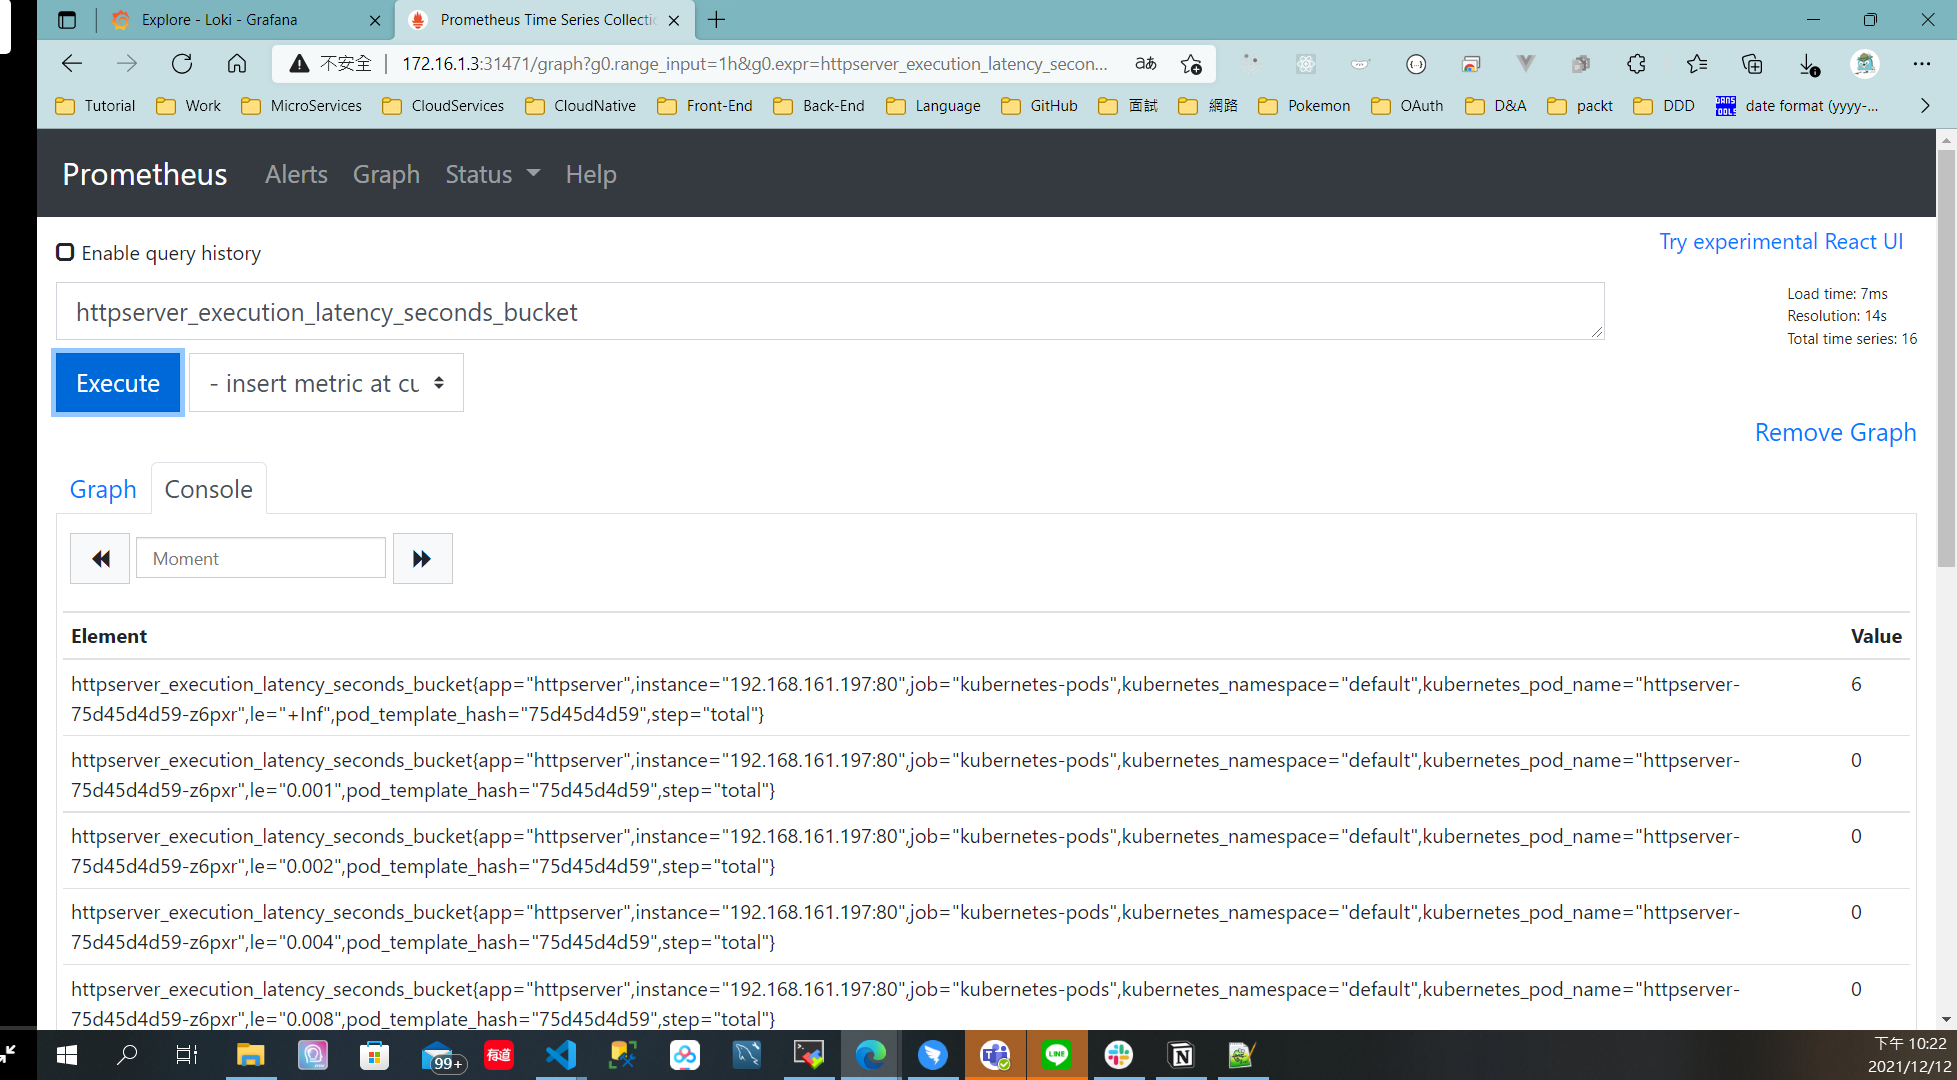 Explore - Loki - Grafana
Prometheus Time Series Collectic
不安全 172.16.1.3:31471/graph?g0.range_input=1h&g0.expr=httpserver_execution_latency_secon... aあ
Tutorial Work MicroServices CloudServices CloudNative Front-End Back-End Language GitHub 面試 網路 Pokemon OAuth D&A packt DDD DANS TOOLS date format (yyyy-...
Prometheus Alerts Graph Status Help
Enable query history
Try experimental React UI
httpserver_execution_latency_seconds_bucket
Load time: 7ms
Resolution: 14s
Total time series: 16
Execute - insert metric at cu
Remove Graph
Graph Console
Moment
Element Value
httpserver_execution_latency_seconds_bucket{app="httpserver",instance="192.168.161.197:80",job="kubernetes-pods",kubernetes_namespace="default",kubernetes_pod_name="httpserver- 6
75d45d4d59-z6pxr",le="+Inf",pod_template_hash="75d45d4d59",step="total"}
httpserver_execution_latency_seconds_bucket{app="httpserver",instance="192.168.161.197:80",job="kubernetes-pods",kubernetes_namespace="default",kubernetes_pod_name="httpserver- 0
75d45d4d59-z6pxr",le="0.001",pod_template_hash="75d45d4d59",step="total"}
httpserver_execution_latency_seconds_bucket{app="httpserver",instance="192.168.161.197:80",job="kubernetes-pods",kubernetes_namespace="default",kubernetes_pod_name="httpserver- 0
75d45d4d59-z6pxr",le="0.002",pod_template_hash="75d45d4d59",step="total"}
httpserver_execution_latency_seconds_bucket{app="httpserver",instance="192.168.161.197:80",job="kubernetes-pods",kubernetes_namespace="default",kubernetes_pod_name="httpserver- 0
75d45d4d59-z6pxr",le="0.004",pod_template_hash="75d45d4d59",step="total"}
httpserver_execution_latency_seconds_bucket{app="httpserver",instance="192.168.161.197:80",job="kubernetes-pods",kubernetes_namespace="default",kubernetes_pod_name="httpserver- 0
75d45d4d59-z6pxr",le="0.008",pod_template_hash="75d45d4d59",step="total"}
99+ 有道 LINE
下午 10:22
2021/12/12